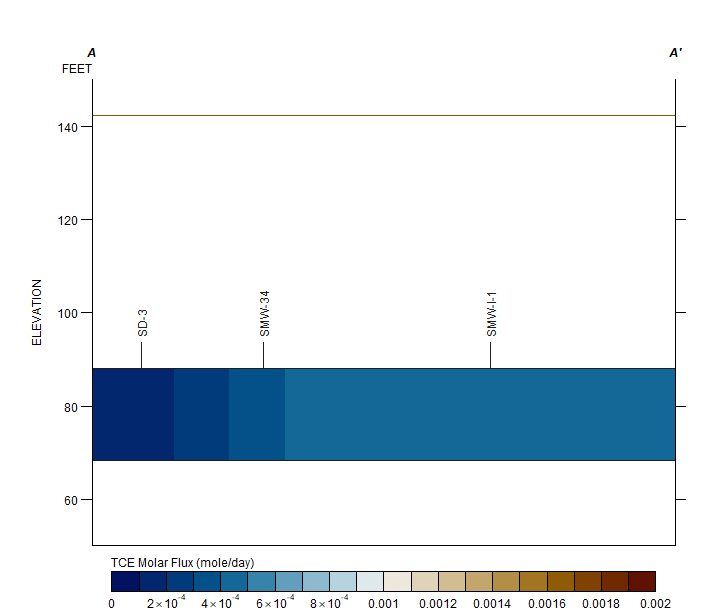 A A'
FEET
140
120
100
80
60
ELEVATION
SD-3
SMW-34
SMW-I-1
TCE Molar Flux (mole/day)
0 2×10⁻⁴ 4×10⁻⁴ 6×10⁻⁴ 8×10⁻⁴ 0.001 0.0012 0.0014 0.0016 0.0018 0.002